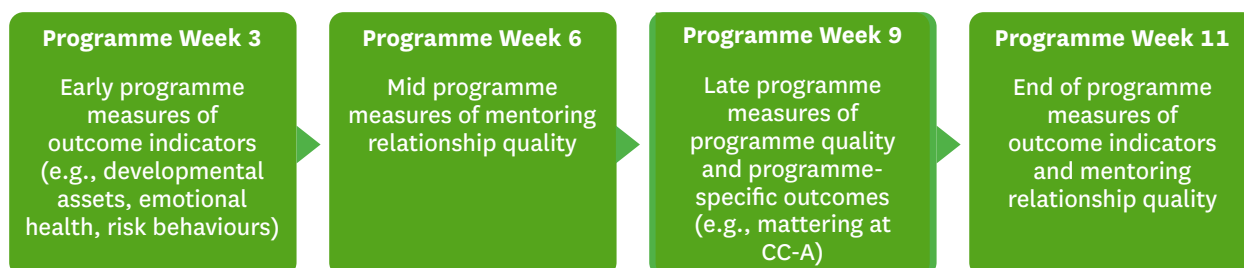 Programme Week 3
Early programme
measures of
outcome indicators
(e.g., developmental
assets, emotional
health, risk behaviours)
Programme Week 6
Mid programme
measures of mentoring
relationship quality
Programme Week 9
Late programme
measures of
programme quality
and programme-
specific outcomes
(e.g., mattering at
CC-A)
Programme Week 11
End of programme
measures of
outcome indicators
and mentoring
relationship quality